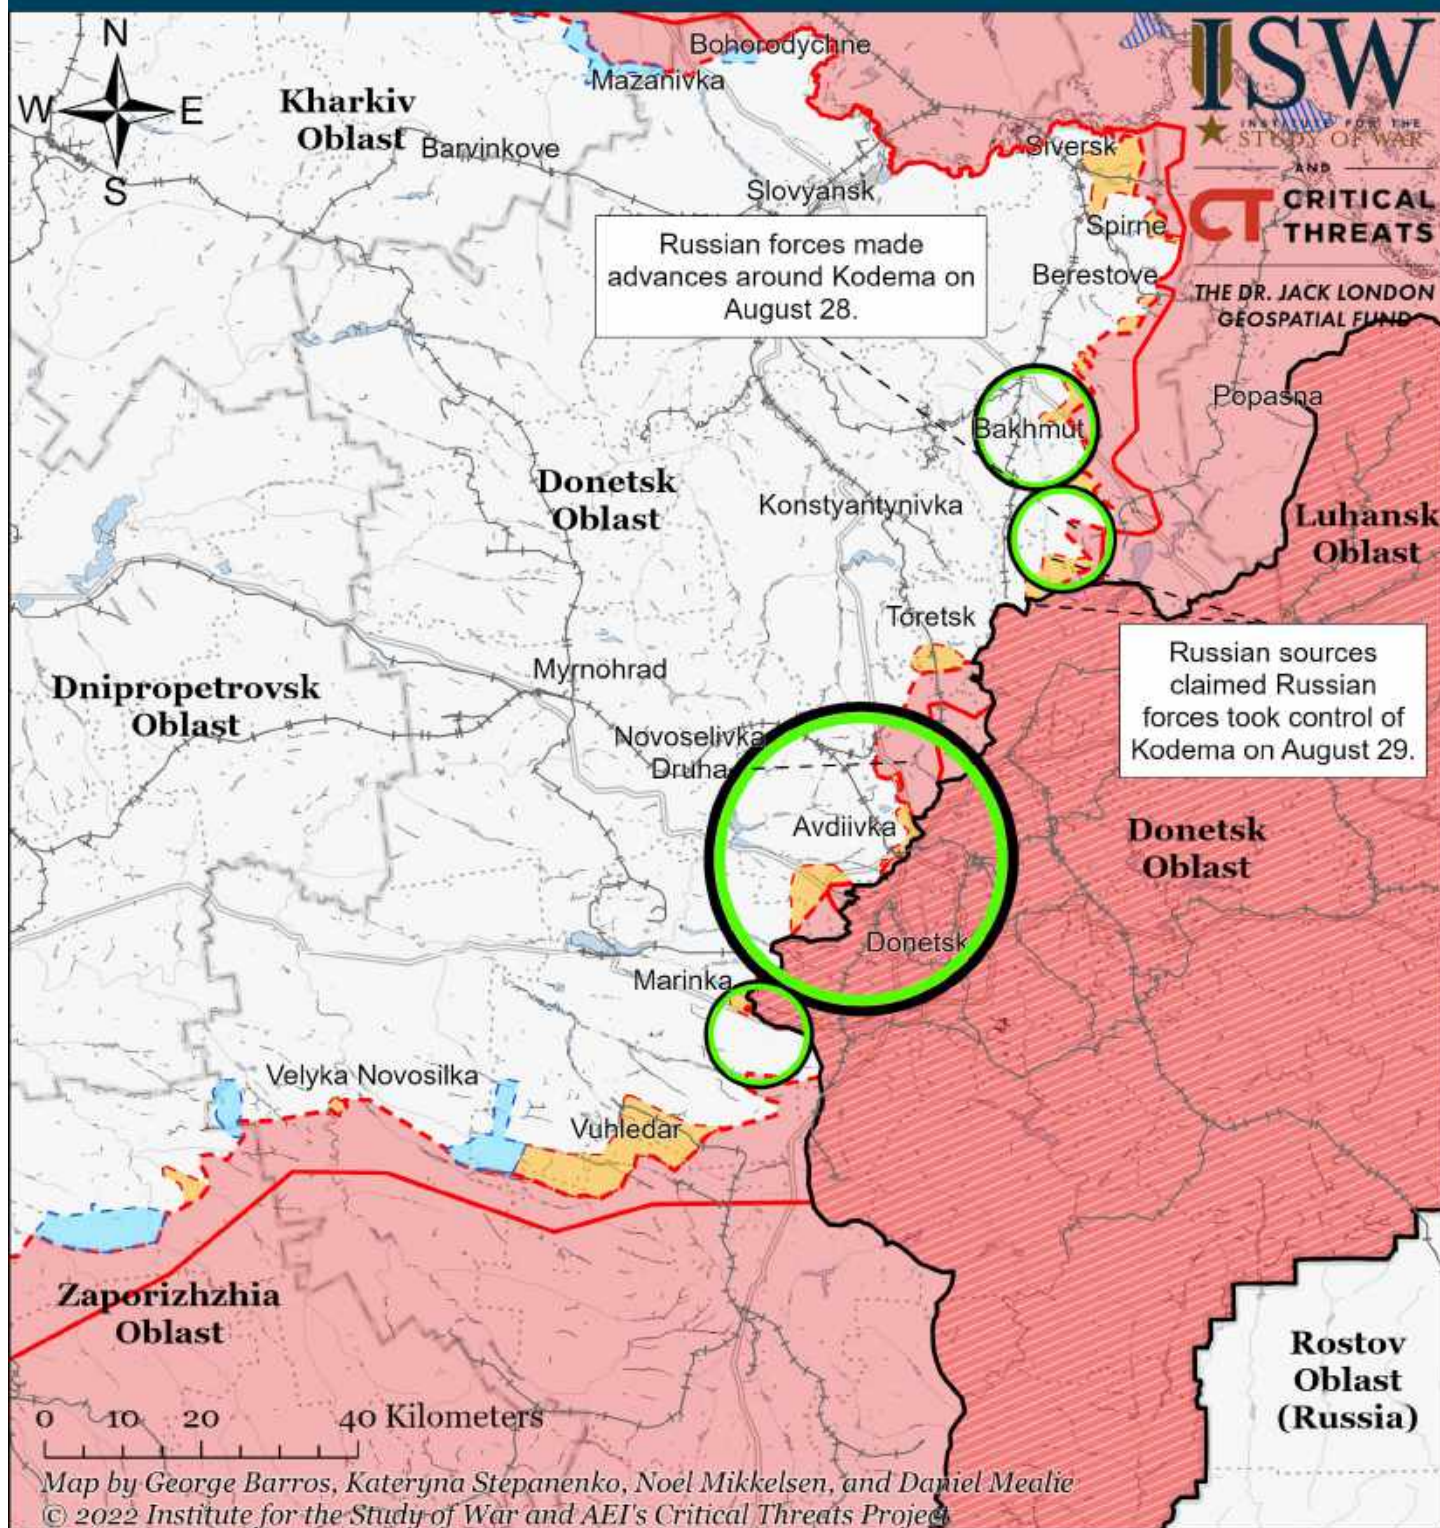 N
W
E
S
ISW
INSTITUTE FOR THE
STUDY OF WAR
AND
CT CRITICAL
THREATS
THE DR. JACK LONDON
GEOSPATIAL FUND
Bohorodychne
Mazanivka
Kharkiv
Oblast
Barvinkove
Siversk
Slovyansk
Spirne
Berestove
Russian forces made
advances around Kodema on
August 28.
Popasna
Bakhmut
Donetsk
Oblast
Konstyantynivka
Luhansk
Oblast
Toretsk
Russian sources
claimed Russian
forces took control of
Kodema on August 29.
Myrnohrad
Dnipropetrovsk
Oblast
Novoselivka
Druha
Avdiivka
Donetsk
Oblast
Donetsk
Marinka
Velyka Novosilka
Vuhledar
Zaporizhzhia
Oblast
Rostov
Oblast
(Russia)
0 10 20 40 Kilometers
Map by George Barros, Kateryna Stepanenko, Noel Mikkelsen, and Daniel Mealie
© 2022 Institute for the Study of War and AEI's Critical Threats Project